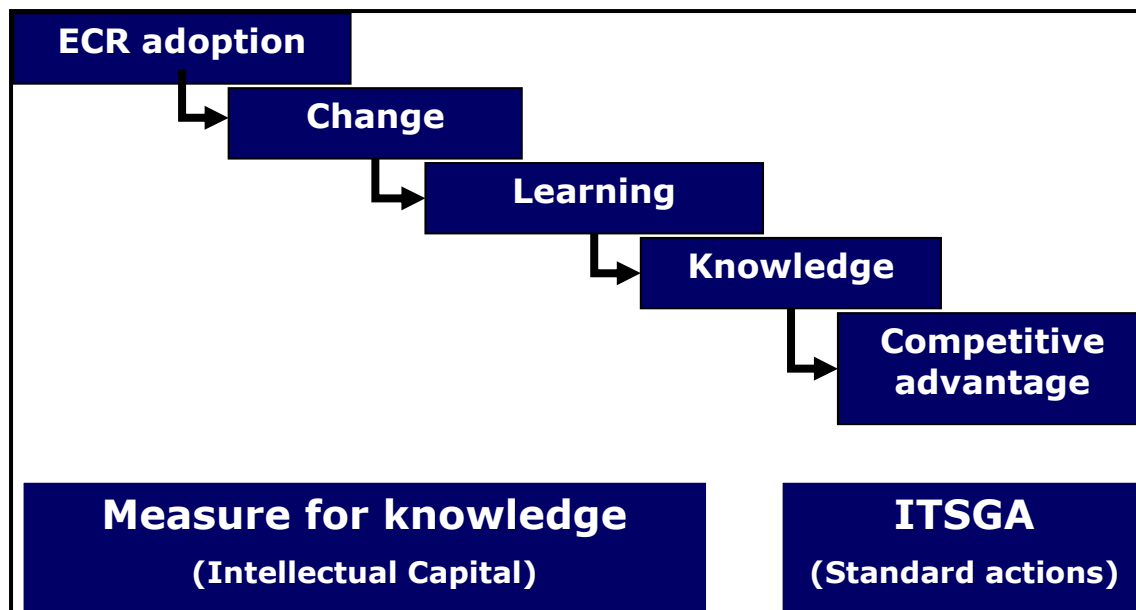 ECR adoption
Change
Learning
Knowledge
Competitive
advantage
Measure for knowledge
(Intellectual Capital)
ITSGA
(Standard actions)